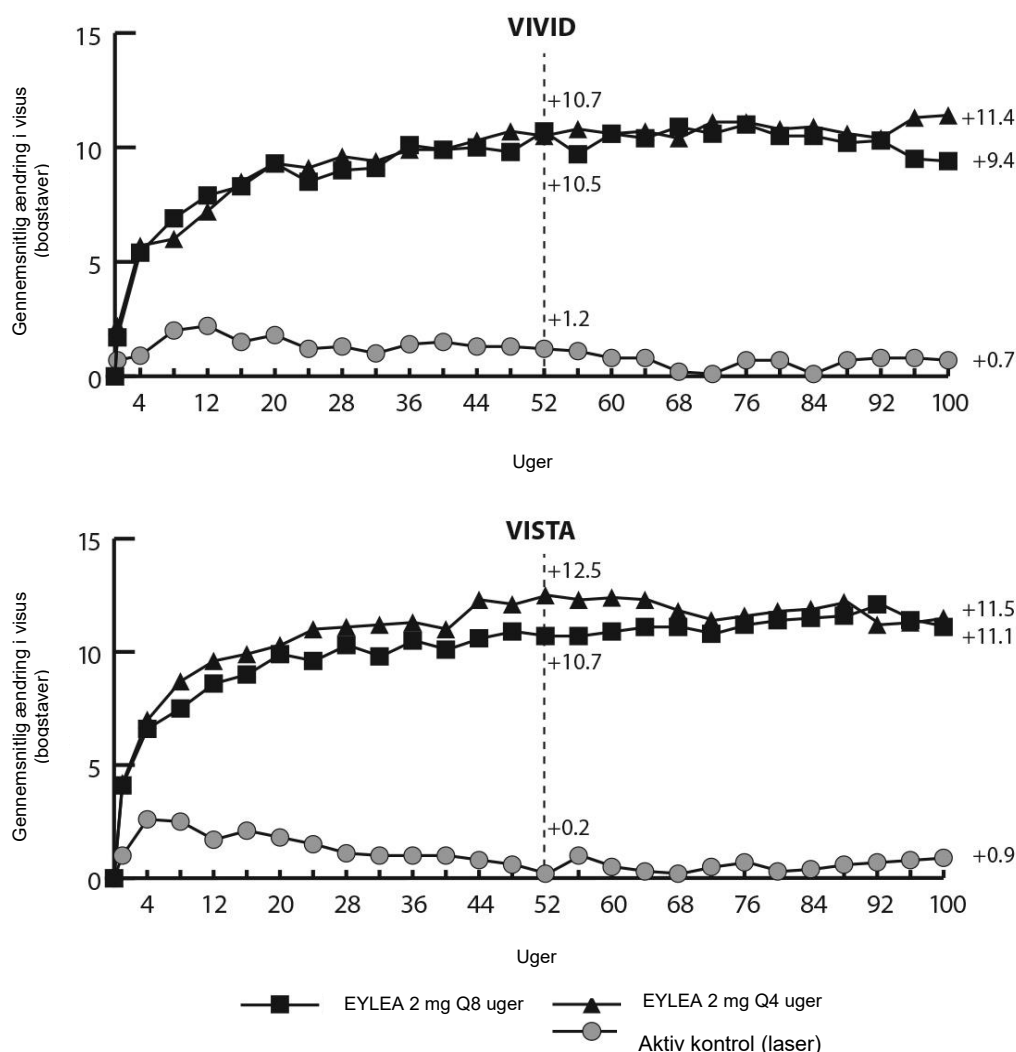 VIVID
Gennemsnitlig ændring i visus
(bogstaver)
15
10
5
0
+10.7
+10.5
+1.2
+11.4
+9.4
+0.7
4 12 20 28 36 44 52 60 68 76 84 92 100
Uger
VISTA
Gennemsnitlig ændring i visus
(bogstaver)
15
10
5
0
+12.5
+10.7
+0.2
+11.5
+11.1
+0.9
4 12 20 28 36 44 52 60 68 76 84 92 100
Uger
EYLEA 2 mg Q8 uger
EYLEA 2 mg Q4 uger
Aktiv kontrol (laser)